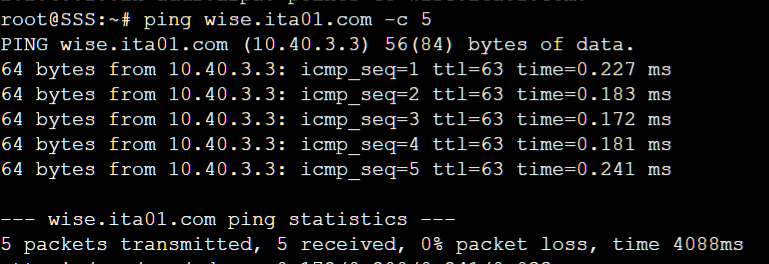 root@SSS:~# ping wise.ita01.com -c 5
PING wise.ita01.com (10.40.3.3) 56(84) bytes of data.
64 bytes from 10.40.3.3: icmp_seq=1 ttl=63 time=0.227 ms
64 bytes from 10.40.3.3: icmp_seq=2 ttl=63 time=0.183 ms
64 bytes from 10.40.3.3: icmp_seq=3 ttl=63 time=0.172 ms
64 bytes from 10.40.3.3: icmp_seq=4 ttl=63 time=0.181 ms
64 bytes from 10.40.3.3: icmp_seq=5 ttl=63 time=0.241 ms
--- wise.ita01.com ping statistics ---
5 packets transmitted, 5 received, 0% packet loss, time 4088ms